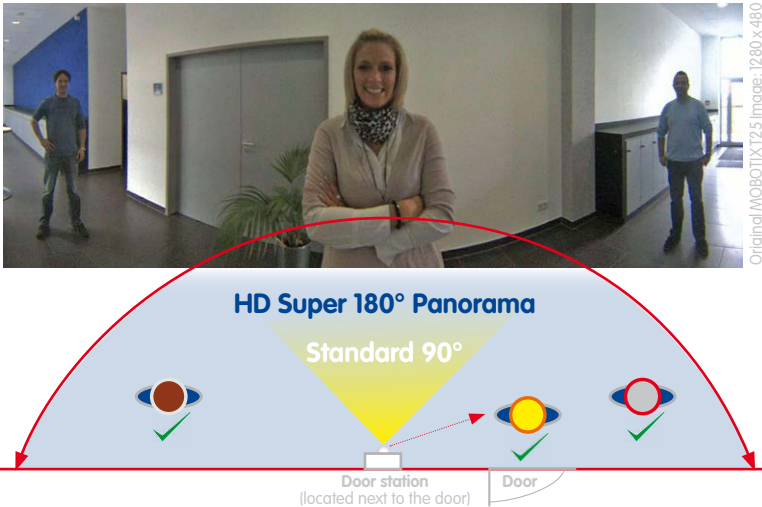 Original MOBOTIX T25 Image: 1280 x 480
HD Super 180° Panorama
Standard 90°
Door station
(located next to the door)
Door